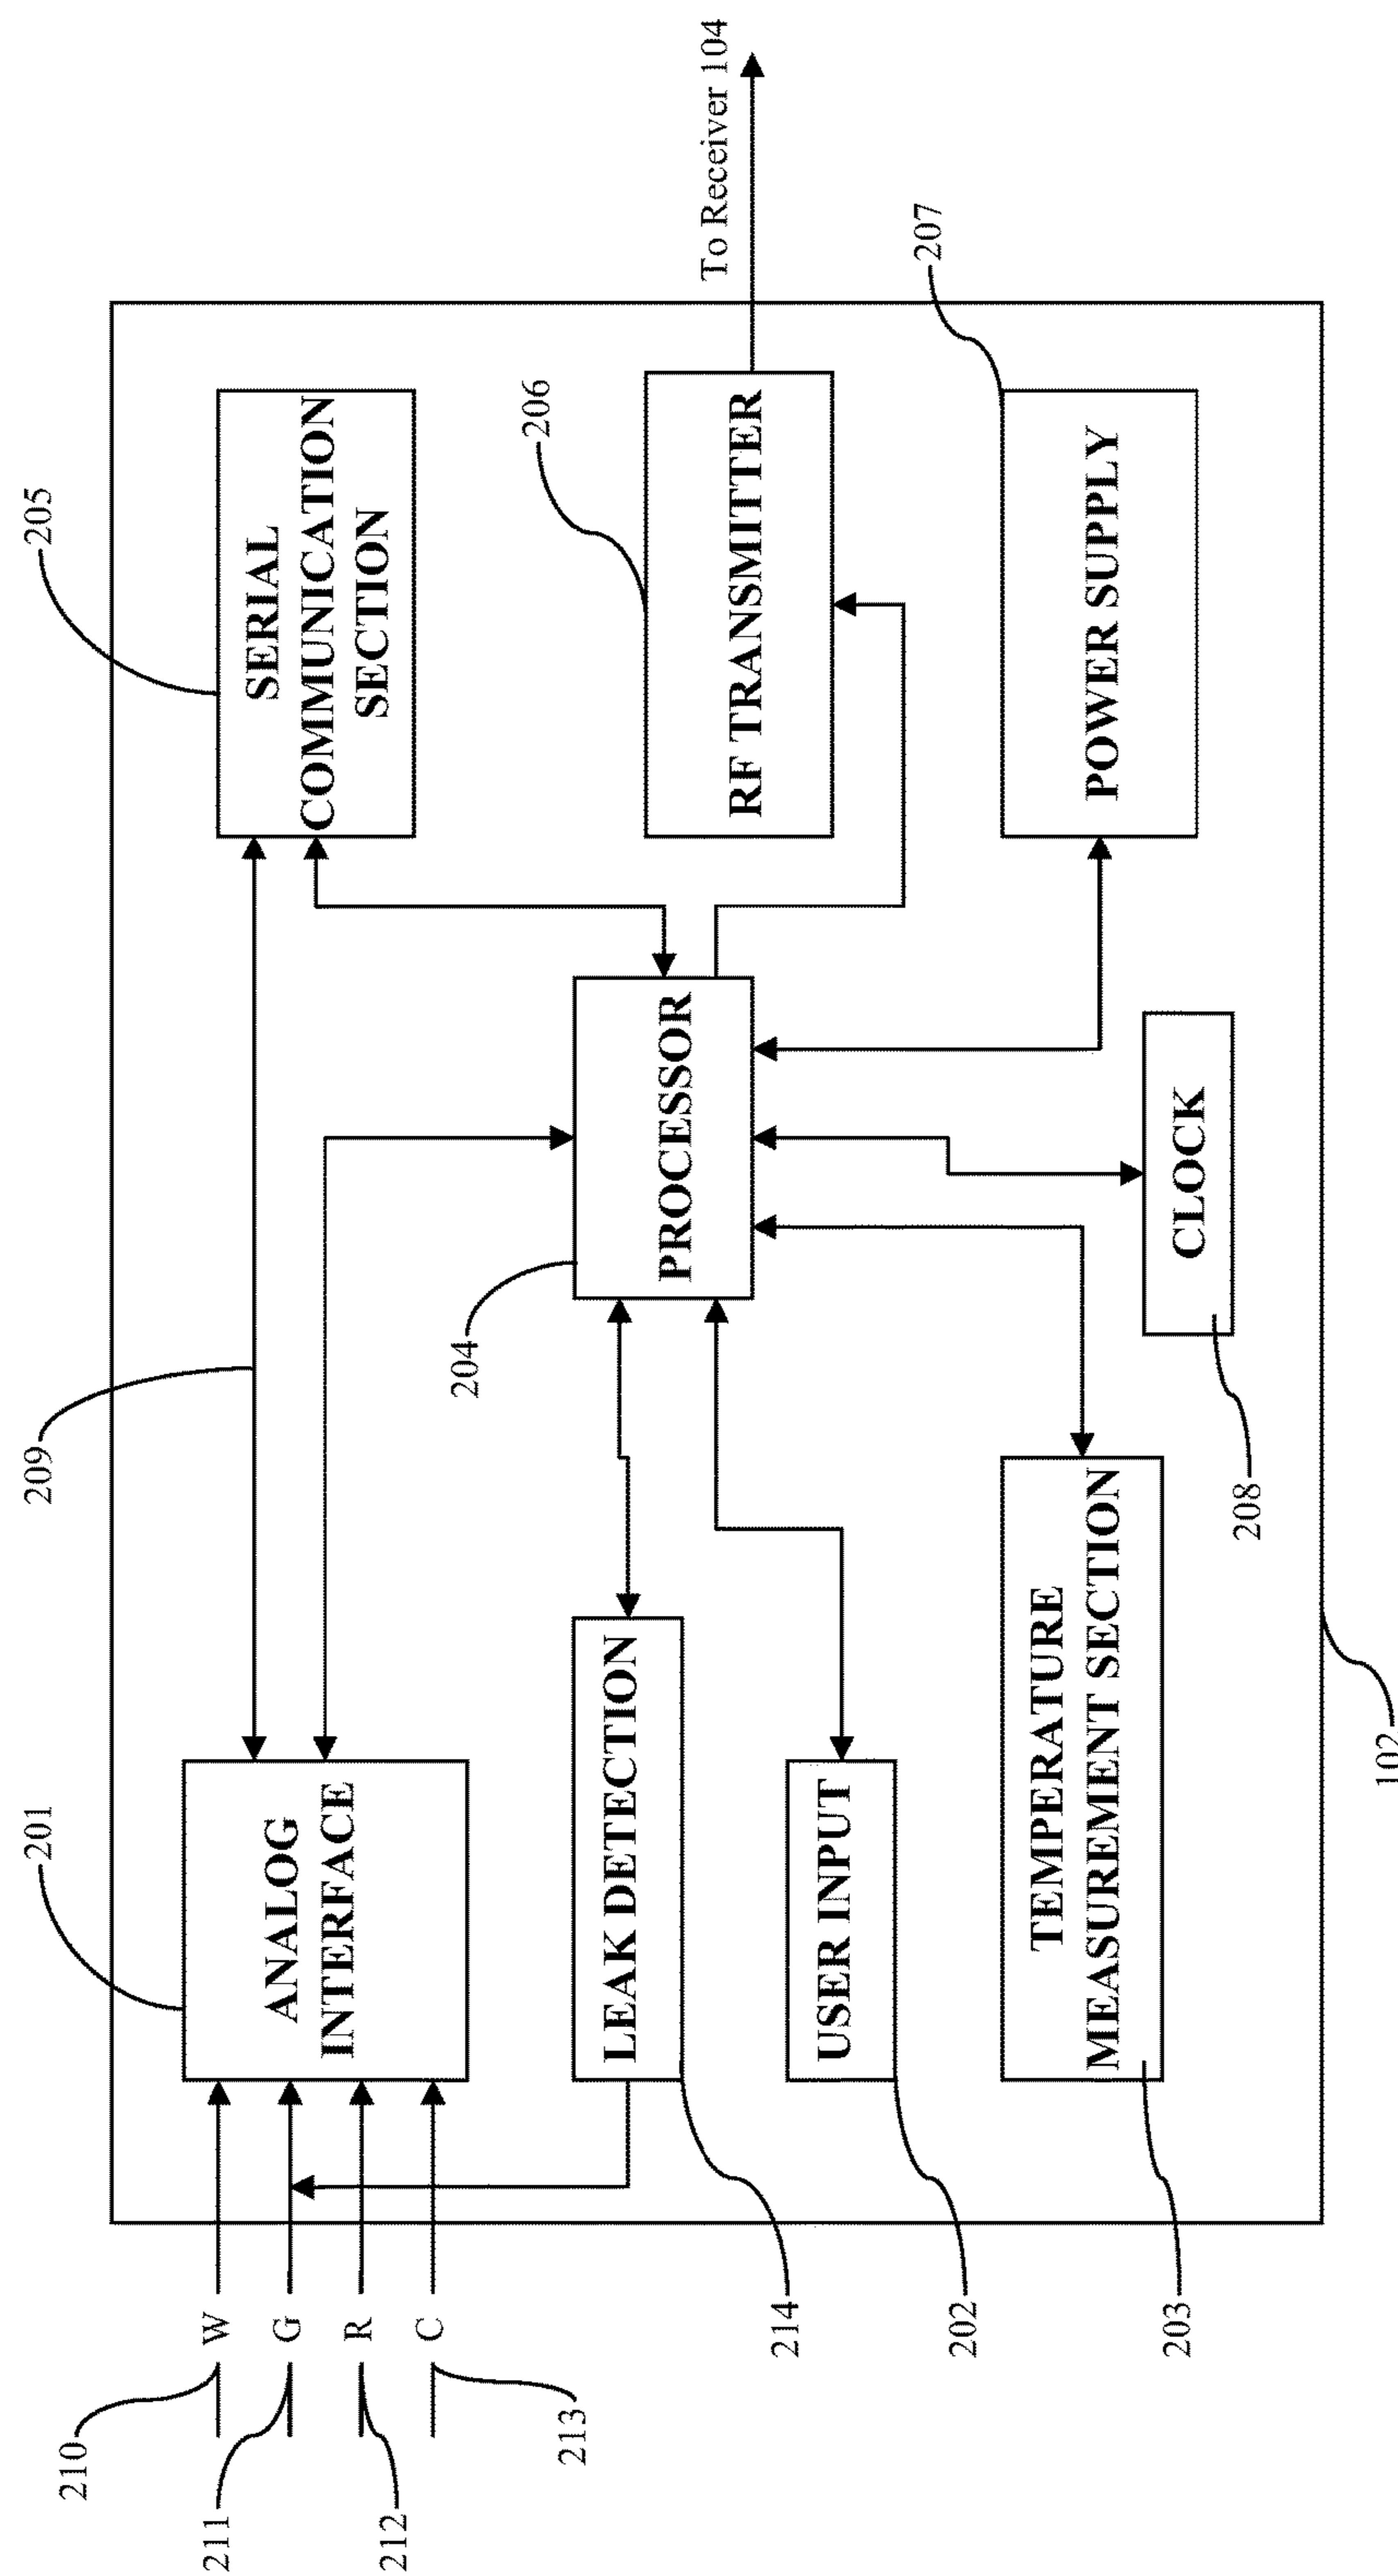 209
205
SERIAL
COMMUNICATION
SECTION
To Receiver 104
201
ANALOG
INTERFACE
210
W
211
G
212
R
213
C
204
PROCESSOR
206
RF TRANSMITTER
LEAK DETECTION
214
USER INPUT
202
207
POWER SUPPLY
TEMPERATURE
MEASUREMENT SECTION
203
CLOCK
208
102